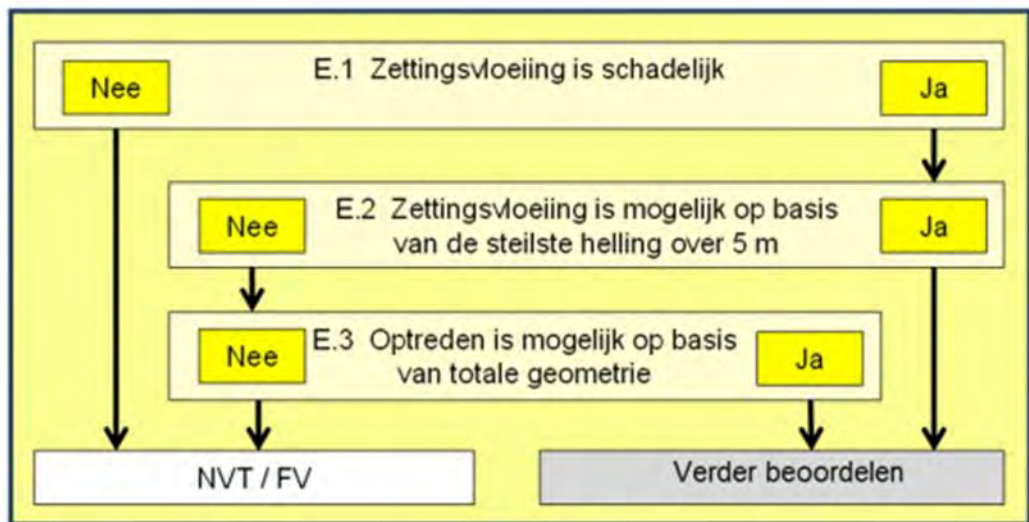 E.1 Zettingsvloeiing is schadelijk
Nee
Ja
E.2 Zettingsvloeiing is mogelijk op basis
van de steilste helling over 5 m
Nee
Ja
E.3 Optreden is mogelijk op basis
van totale geometrie
Nee
Ja
NVT / FV
Verder beoordelen